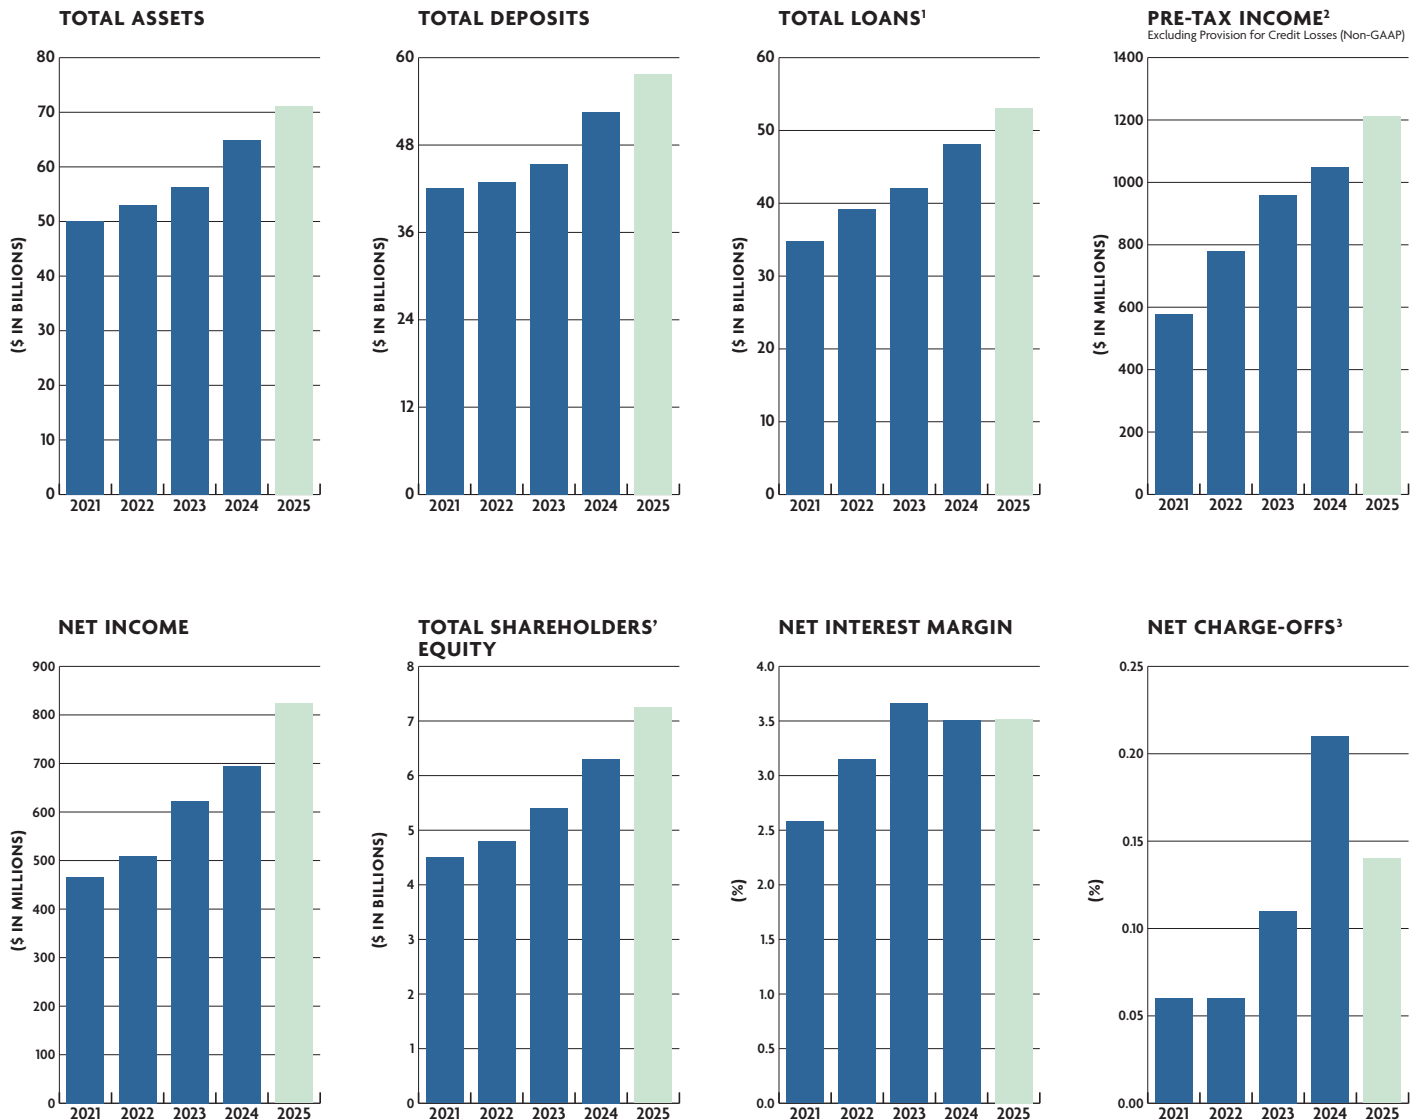 TOTAL ASSETS
80
70
60
50
40
30
20
10
0
($ IN BILLIONS)
2021 2022 2023 2024 2025
TOTAL DEPOSITS
60
48
36
24
12
0
($ IN BILLIONS)
2021 2022 2023 2024 2025
TOTAL LOANS¹
60
50
40
30
20
10
0
($ IN BILLIONS)
2021 2022 2023 2024 2025
PRE-TAX INCOME²
Excluding Provision for Credit Losses (Non-GAAP)
1400
1200
1000
800
600
400
200
0
($ IN MILLIONS)
2021 2022 2023 2024 2025
NET INCOME
900
800
700
600
500
400
300
200
100
0
($ IN MILLIONS)
2021 2022 2023 2024 2025
TOTAL SHAREHOLDERS’
EQUITY
8
7
6
5
4
3
2
1
0
($ IN BILLIONS)
2021 2022 2023 2024 2025
NET INTEREST MARGIN
4.0
3.5
3.0
2.5
2.0
1.5
1.0
0.5
0.0
(%)
2021 2022 2023 2024 2025
NET CHARGE-OFFS³
0.25
0.20
0.15
0.10
0.05
0.00
(%)
2021 2022 2023 2024 2025